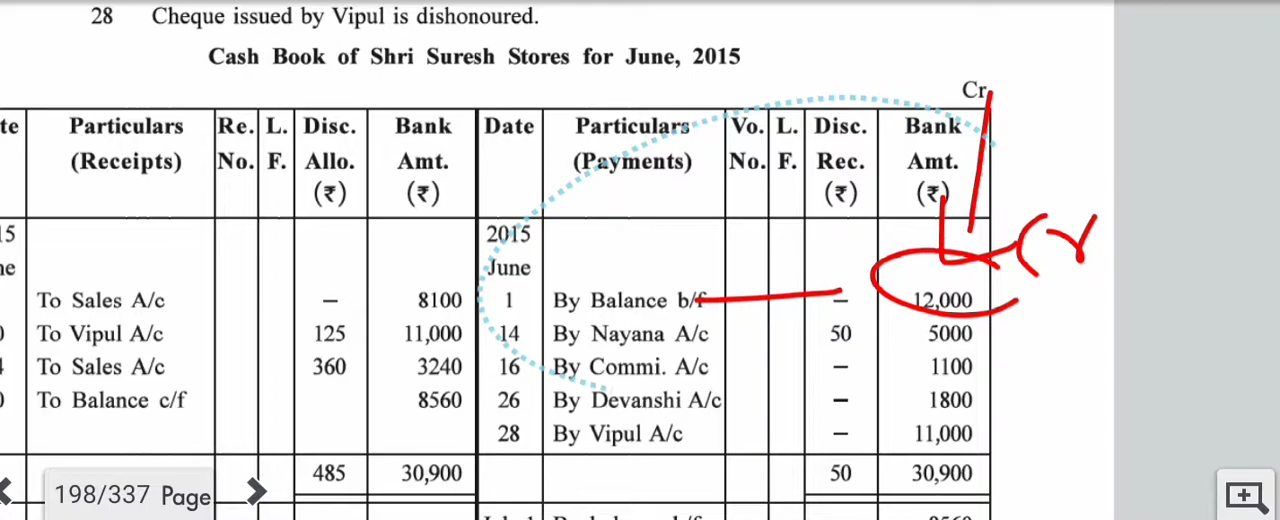 28 Cheque issued by Vipul is dishonoured.
Cash Book of Shri Suresh Stores for June, 2015
Cr.
te Particulars Re. L. Disc. Bank Date Particulars Vo. L. Disc. Bank
(Receipts) No. F. Allo. Amt. (Payments) No. F. Rec. Amt.
(₹) (₹) (₹) (₹)
15 2015
ne June
To Sales A/c – 8100 1 By Balance b/f – 12,000
0 To Vipul A/c 125 11,000 14 By Nayana A/c 50 5000
4 To Sales A/c 360 3240 16 By Commi. A/c – 1100
0 To Balance c/f 8560 26 By Devanshi A/c – 1800
28 By Vipul A/c – 11,000
485 30,900 50 30,900
198/337 Page